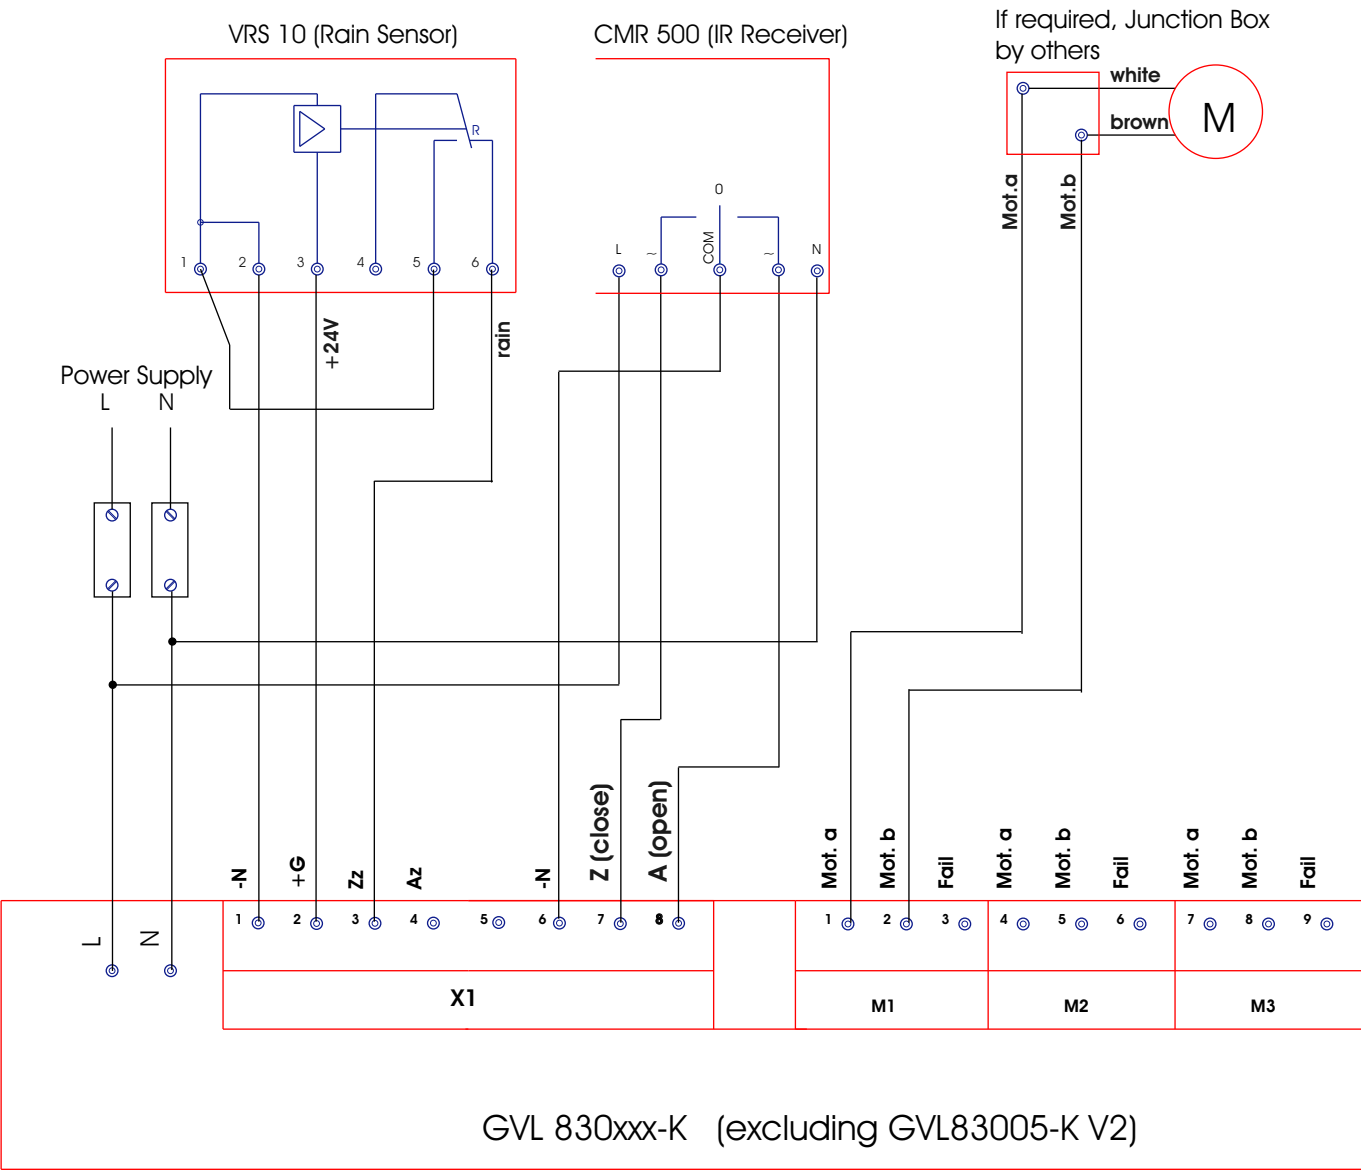 VRS 10 (Rain Sensor)
CMR 500 (IR Receiver)
If required, Junction Box
by others
white
brown
M
R
1 2 3 4 5 6
0
L ~ COM ~ N
Mot.a Mot.b
+24V rain
Power Supply
L N
-N +G Zz Az -N Z (close) A (open)
Mot. a Mot. b Fail Mot. a Mot. b Fail Mot. a Mot. b Fail
1 2 3 4 5 6 7 8
1 2 3 4 5 6 7 8 9
L N
X1
M1 M2 M3
GVL 830xxx-K (excluding GVL83005-K V2)